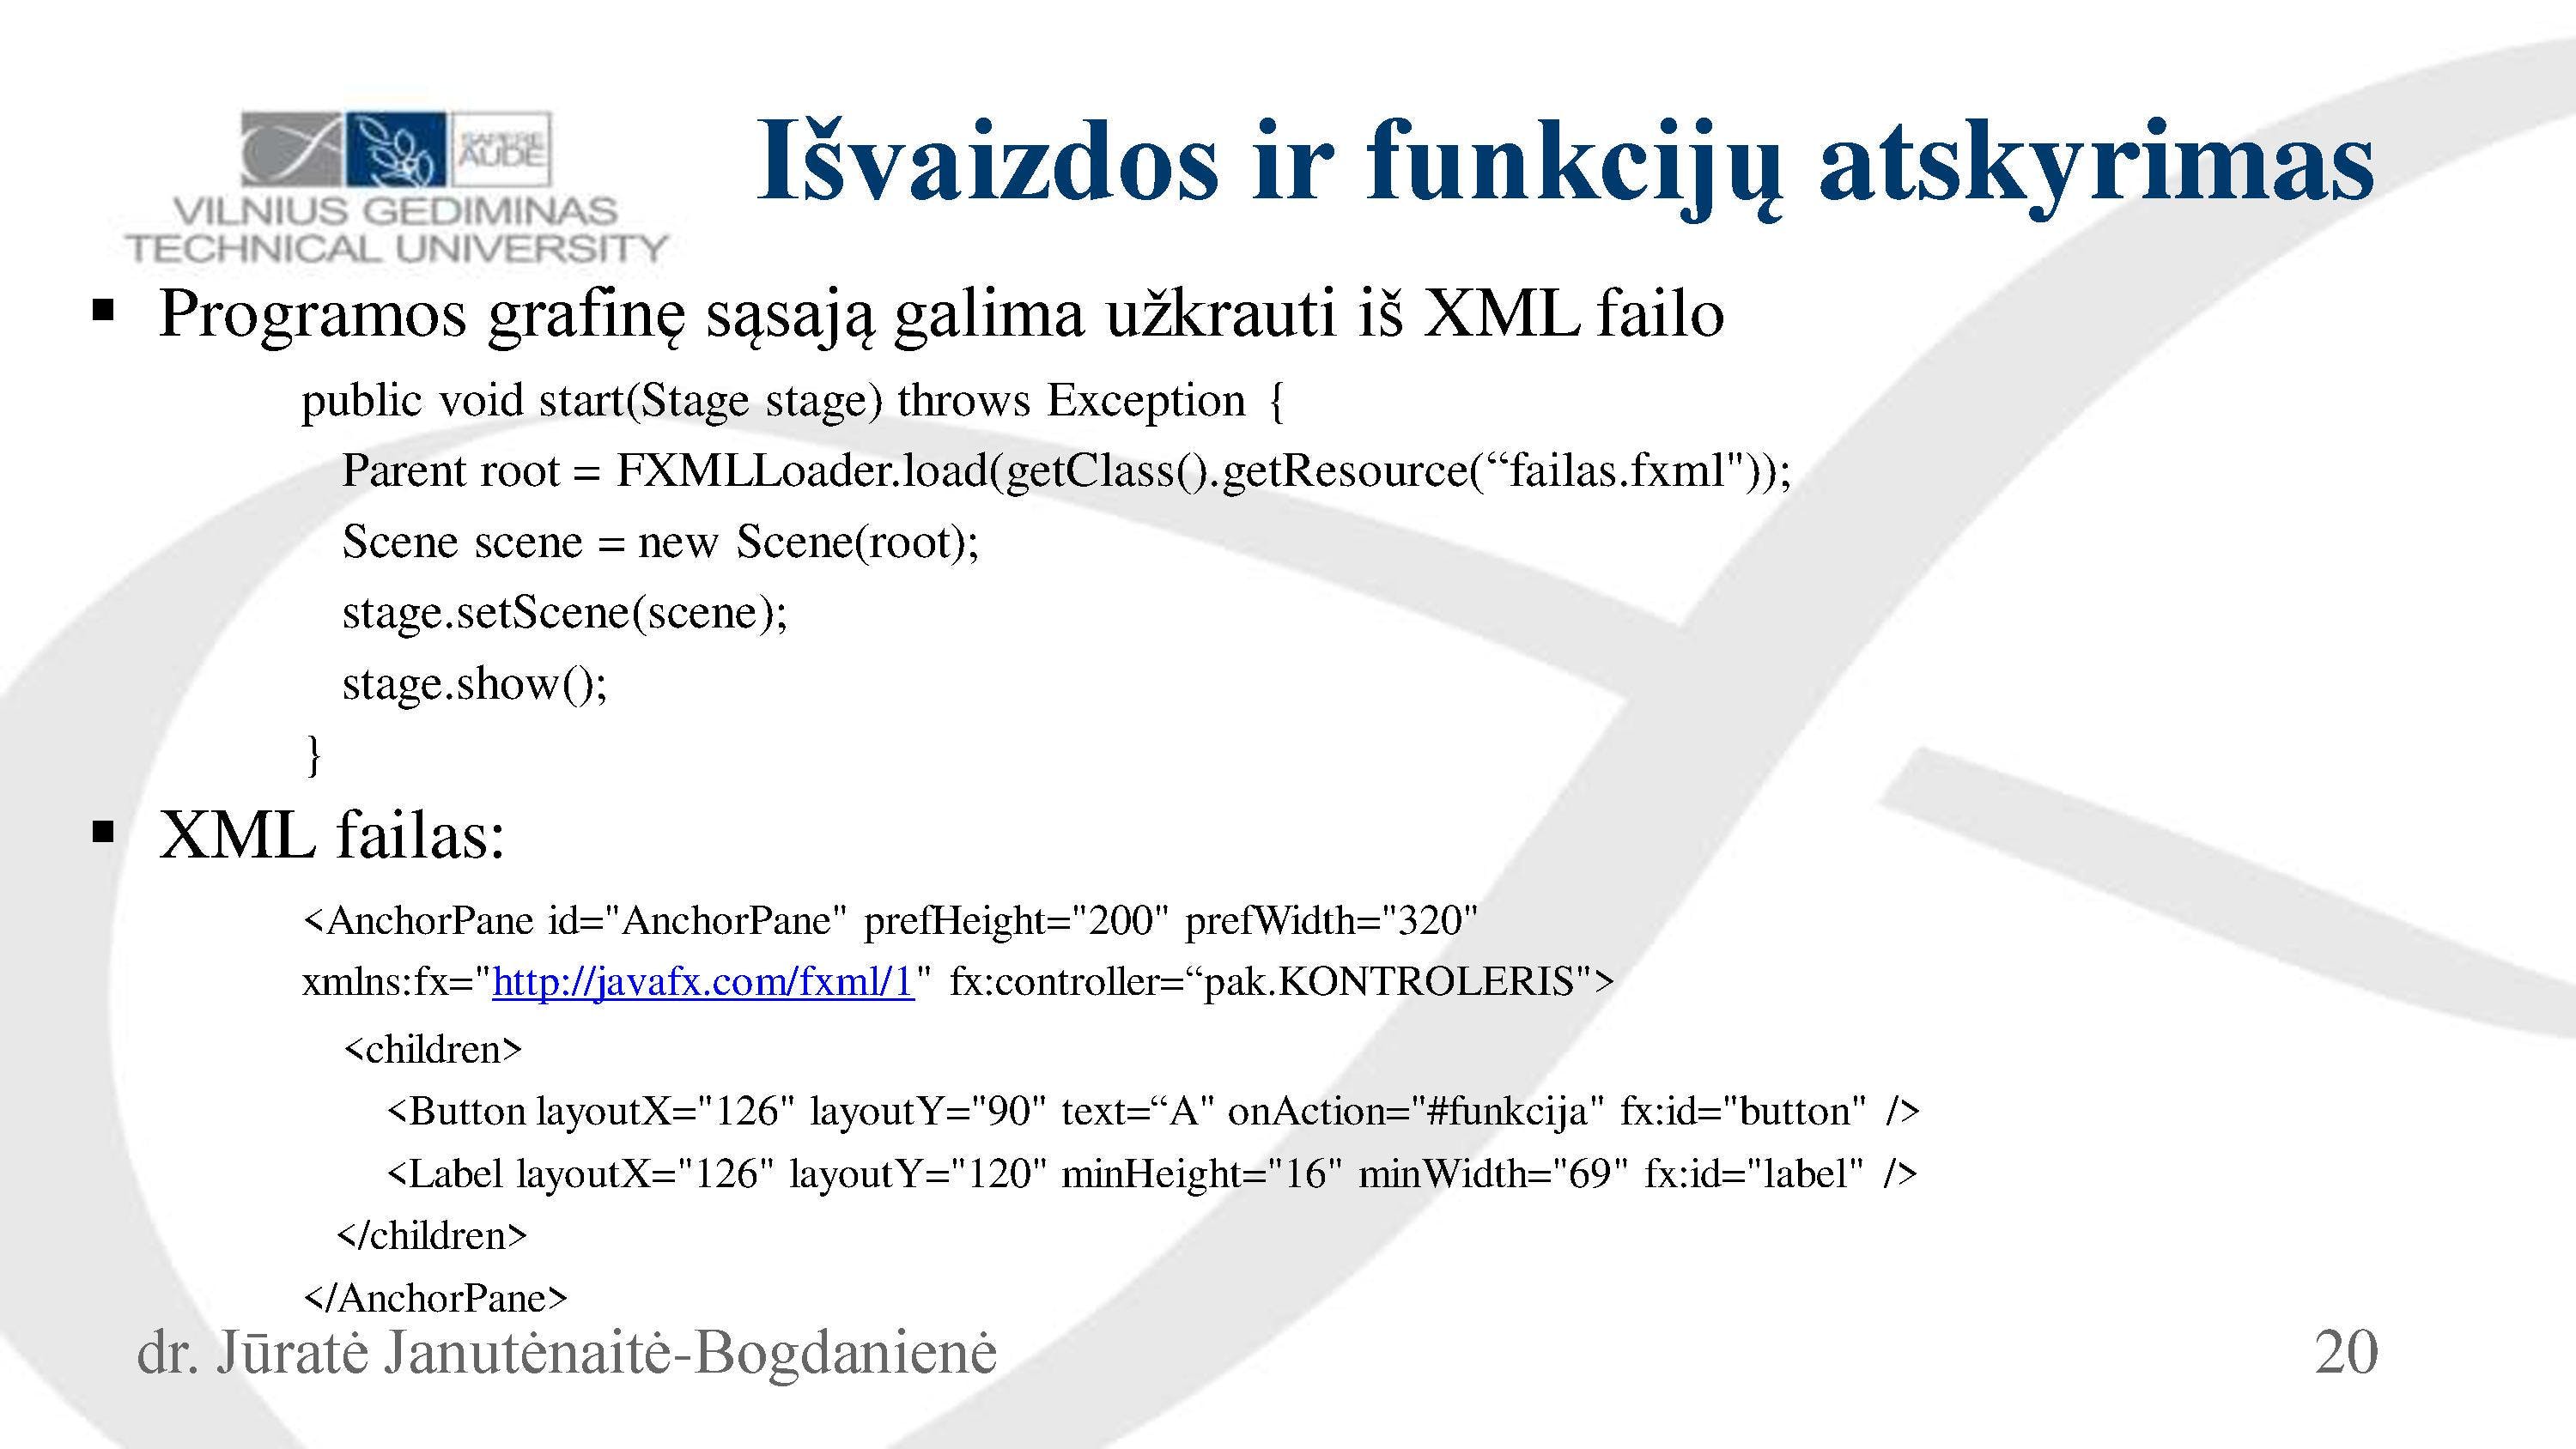 SAPERE
AUDE
VILNIUS GEDIMINAS
TECHNICAL UNIVERSITY
Išvaizdos ir funkcijų atskyrimas
▪ Programos grafinę sąsają galima užkrauti iš XML failo
public void start(Stage stage) throws Exception {
Parent root = FXMLLoader.load(getClass().getResource(“failas.fxml"));
Scene scene = new Scene(root);
stage.setScene(scene);
stage.show();
}
▪ XML failas:
<AnchorPane id="AnchorPane" prefHeight="200" prefWidth="320"
xmlns:fx="http://javafx.com/fxml/1" fx:controller=“pak.KONTROLERIS">
<children>
<Button layoutX="126" layoutY="90" text=“A" onAction="#funkcija" fx:id="button" />
<Label layoutX="126" layoutY="120" minHeight="16" minWidth="69" fx:id="label" />
</children>
</AnchorPane>
dr. Jūratė Janutėnaitė-Bogdanienė
20